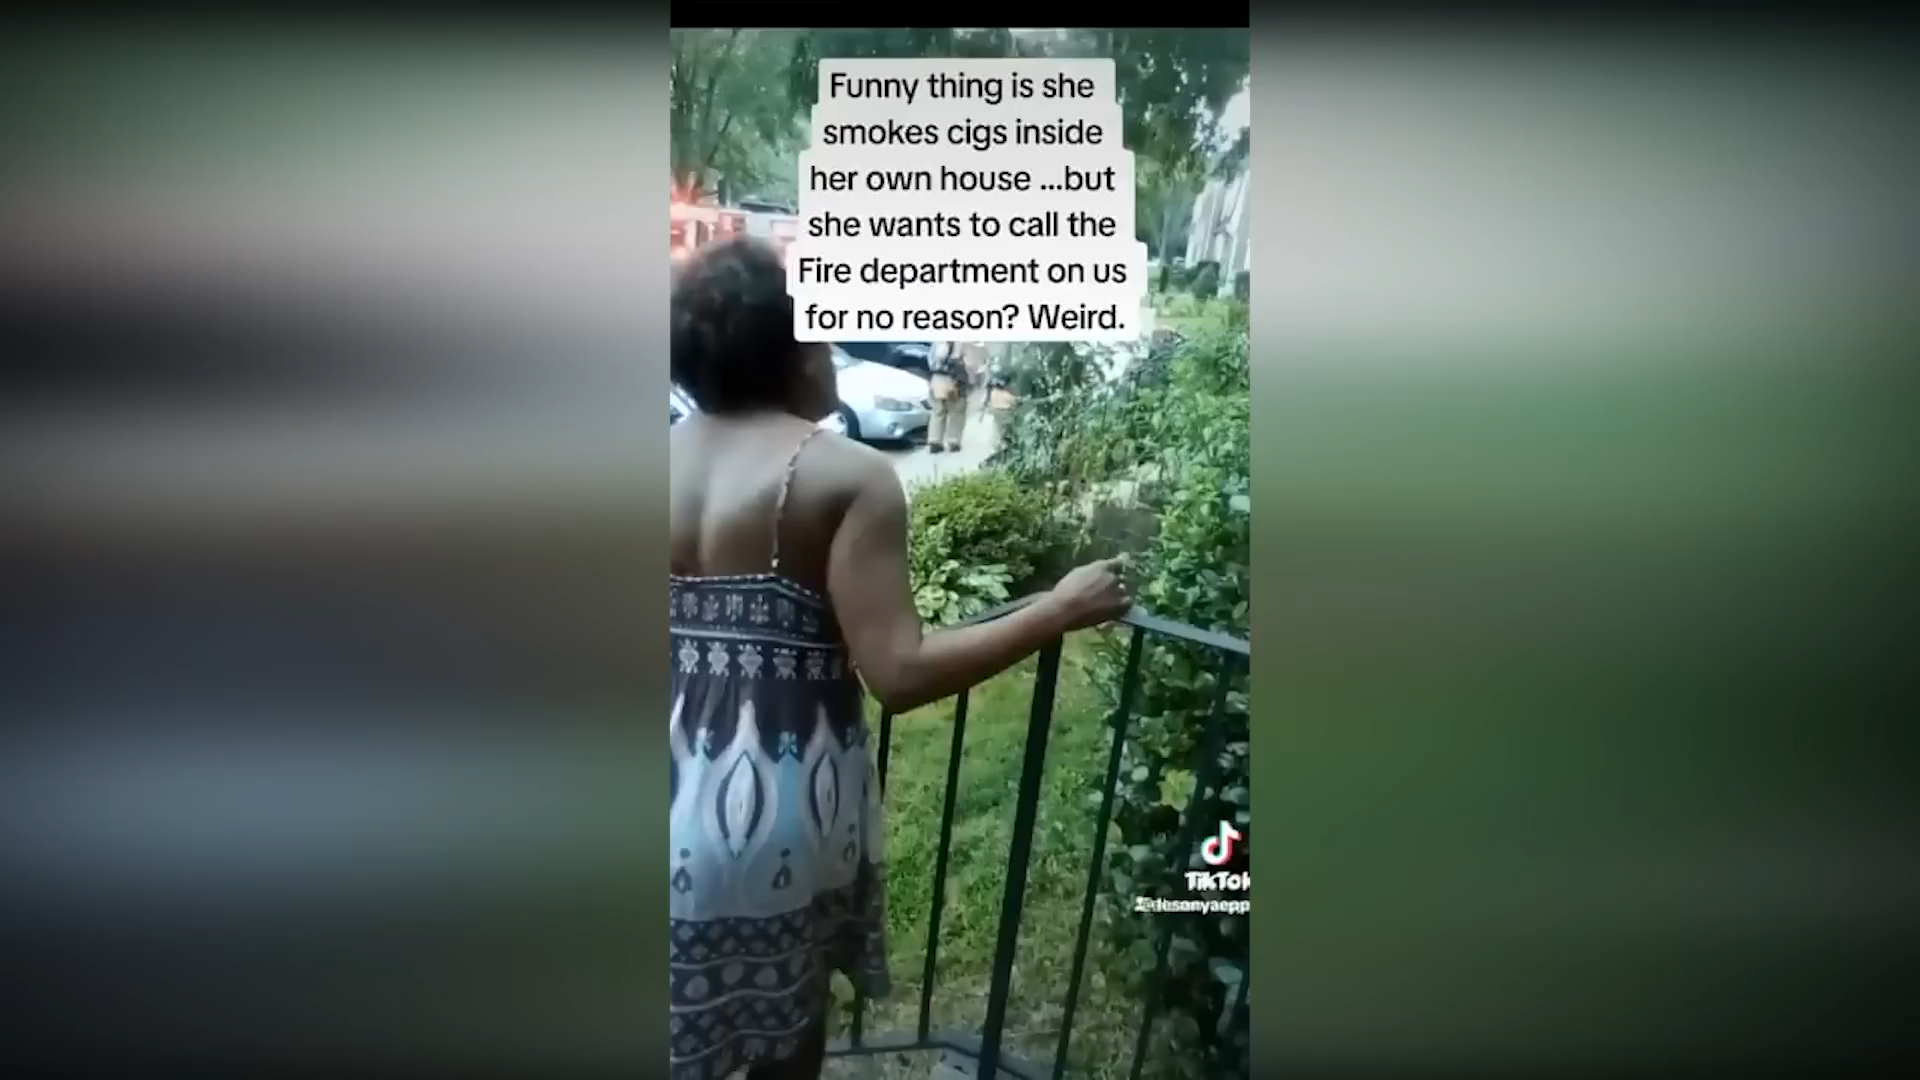 Funny thing is she
smokes cigs inside
her own house ...but
she wants to call the
Fire department on us
for no reason? Weird.
TikTok